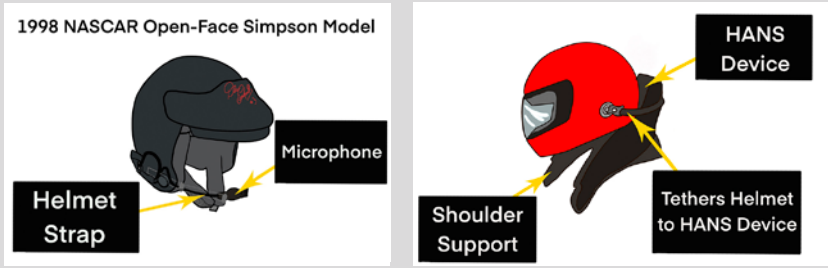 1998 NASCAR Open-Face Simpson Model
Microphone
Helmet
Strap
HANS
Device
Shoulder
Support
Tethers Helmet
to HANS Device